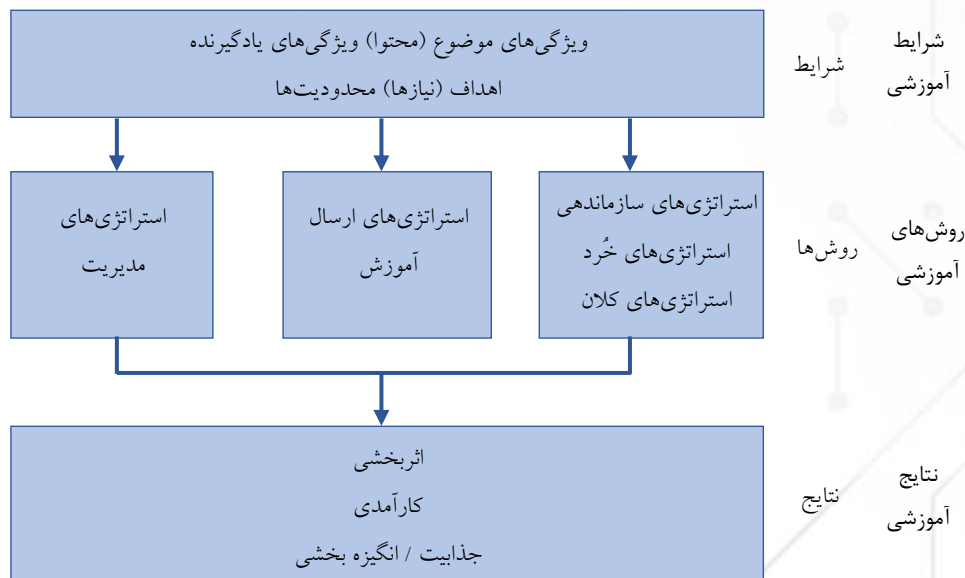 شرایط
آموزشی
شرایط
ویژگی‌های موضوع (محتوا) ویژگی‌های یادگیرنده
اهداف (نیازها) محدودیت‌ها
روش‌های
آموزشی
روش‌ها
استراتژی‌های سازماندهی
استراتژی‌های خُرد
استراتژی‌های کلان
استراتژی‌های ارسال
آموزش
استراتژی‌های
مدیریت
نتایج
آموزشی
نتایج
اثربخشی
کارآمدی
جذابیت / انگیزه بخشی